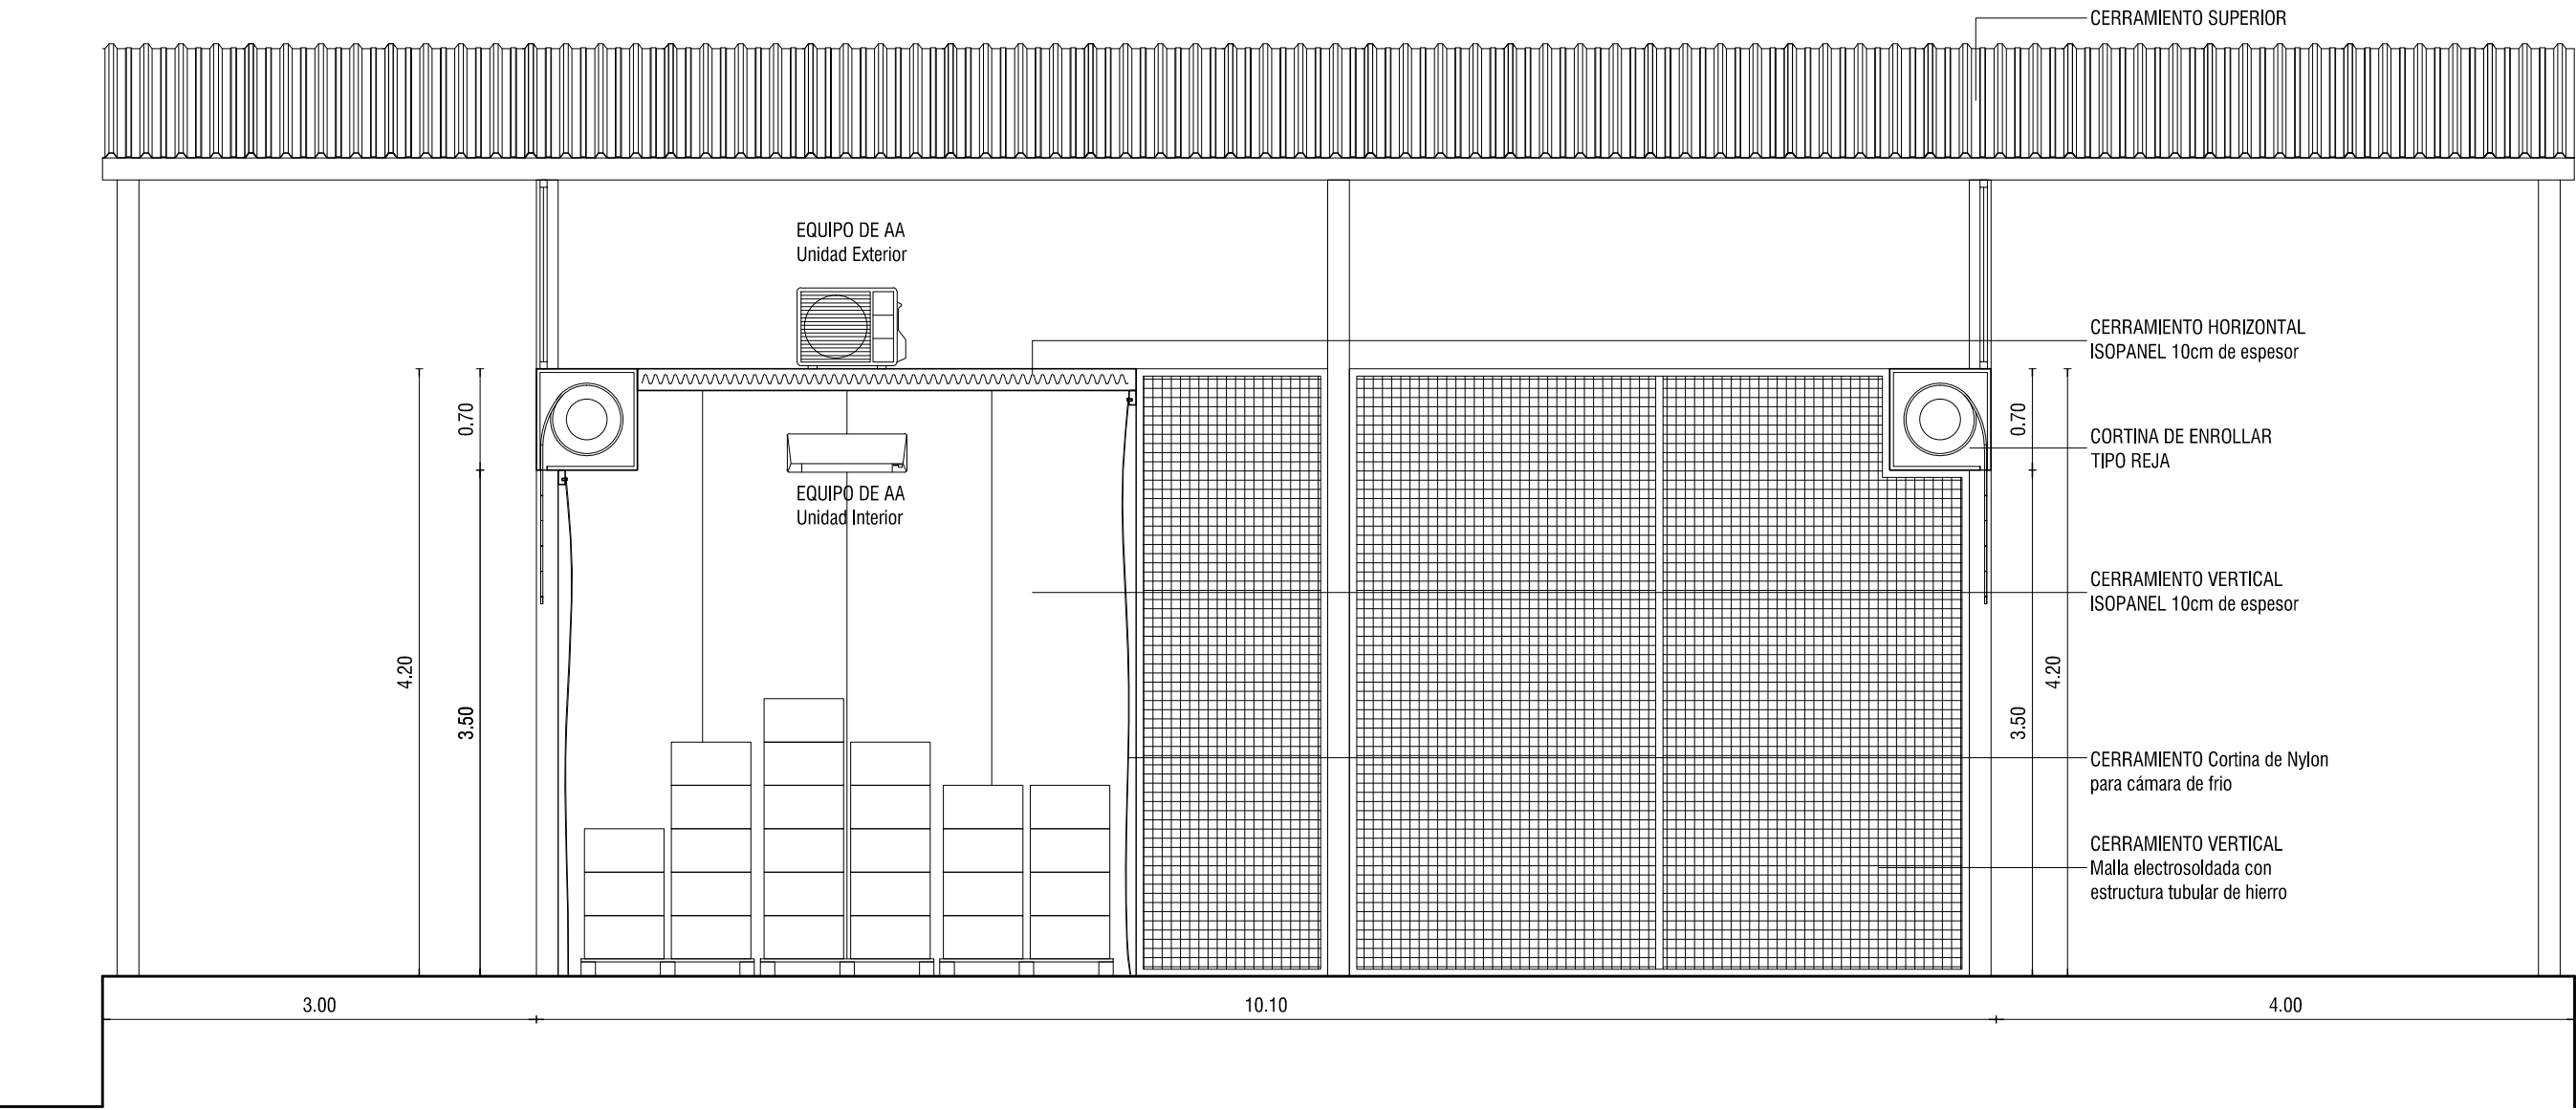 CERRAMIENTO SUPERIOR
EQUIPO DE AA
Unidad Exterior
CERRAMIENTO HORIZONTAL
ISOPANEL 10cm de espesor
0.70
0.70
CORTINA DE ENROLLAR
TIPO REJA
EQUIPO DE AA
Unidad Interior
CERRAMIENTO VERTICAL
ISOPANEL 10cm de espesor
4.20
3.50
3.50
4.20
CERRAMIENTO Cortina de Nylon
para cámara de frio
CERRAMIENTO VERTICAL
Malla electrosoldada con
estructura tubular de hierro
3.00
10.10
4.00